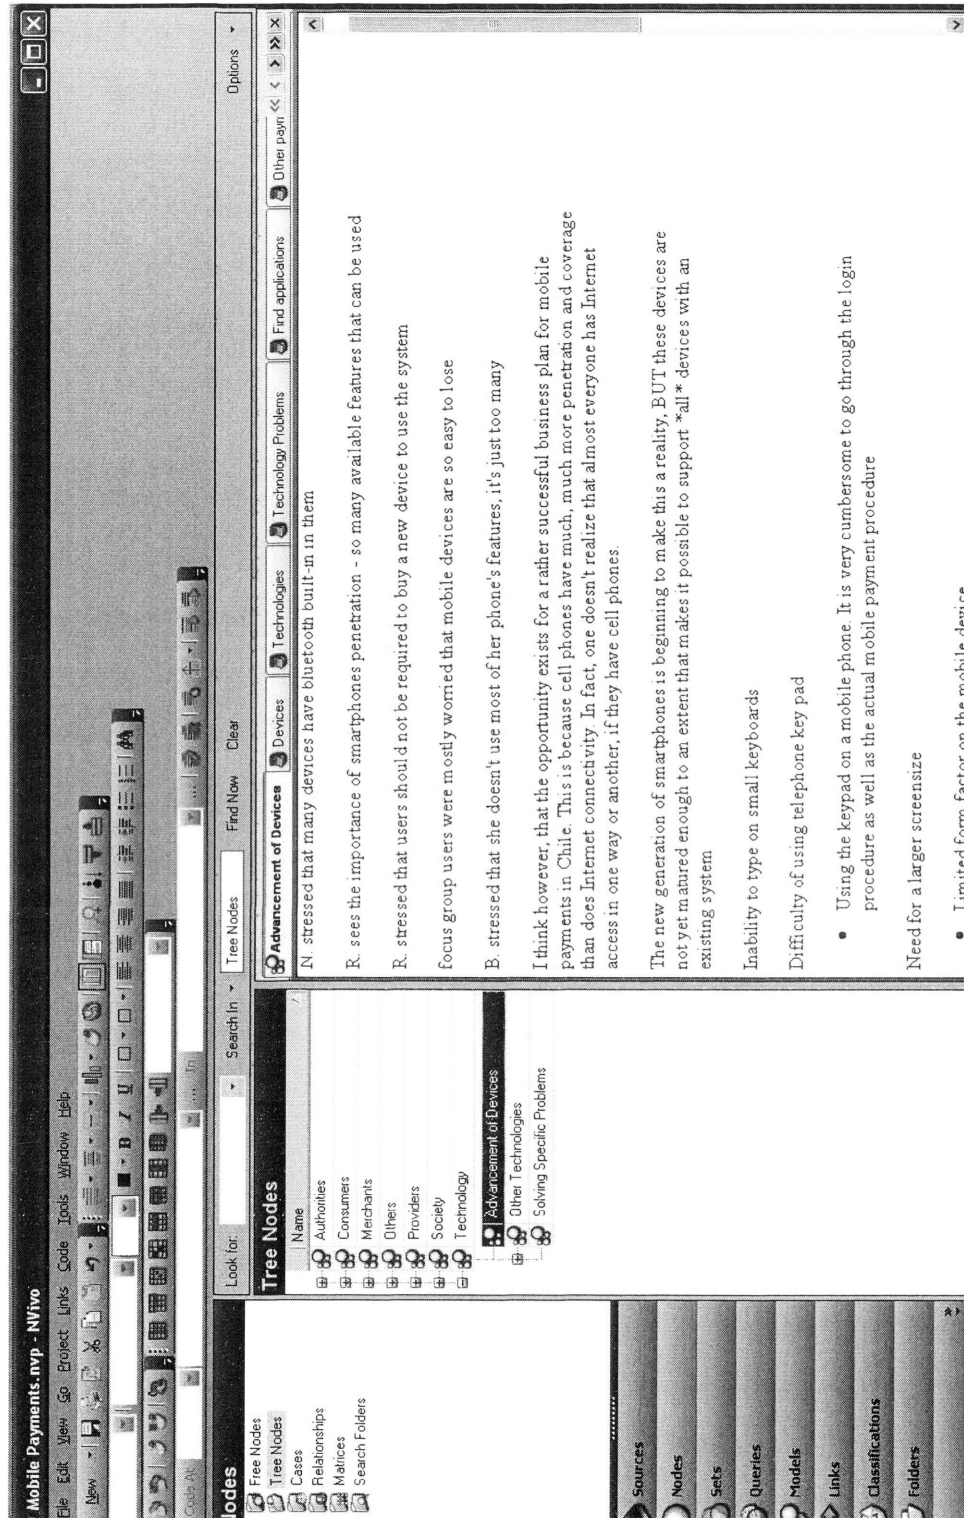 Mobile Payments.nvp - NVivo
File Edit View Go Project Links Code Tools Window Help
New
B I U
Code At
In
Look for: Search In Tree Nodes Find Now Clear Options
Nodes
Free Nodes
Tree Nodes
Cases
Relationships
Matrices
Search Folders
Sources
Nodes
Sets
Queries
Models
Links
Classifications
Folders
Tree Nodes
Name
Authorities
Consumers
Merchants
Others
Providers
Society
Technology
Advancement of Devices
Other Technologies
Solving Specific Problems
Advancement of Devices Devices Technologies Technology Problems Find applications Other paym
N. stressed that many devices have bluetooth built-in in them
R. sees the importance of smartphones penetration - so many available features that can be used
R. stressed that users should not be required to buy a new device to use the system
focus group users were mostly worried that mobile devices are so easy to lose
B. stressed that she doesn't use most of her phone's features, it's just too many
I think however, that the opportunity exists for a rather successful business plan for mobile
payments in Chile. This is because cell phones have much, much more penetration and coverage
than does Internet connectivity. In fact, one doesn't realize that almost everyone has Internet
access in one way or another, if they have cell phones.
The new generation of smartphones is beginning to make this a reality, BUT these devices are
not yet matured enough to an extent that makes it possible to support *all* devices with an
existing system
Inability to type on small keyboards
Difficulty of using telephone key pad
• Using the keypad on a mobile phone. It is very cumbersome to go through the login
procedure as well as the actual mobile payment procedure
Need for a larger screensize
• Limited form factor on the mobile device